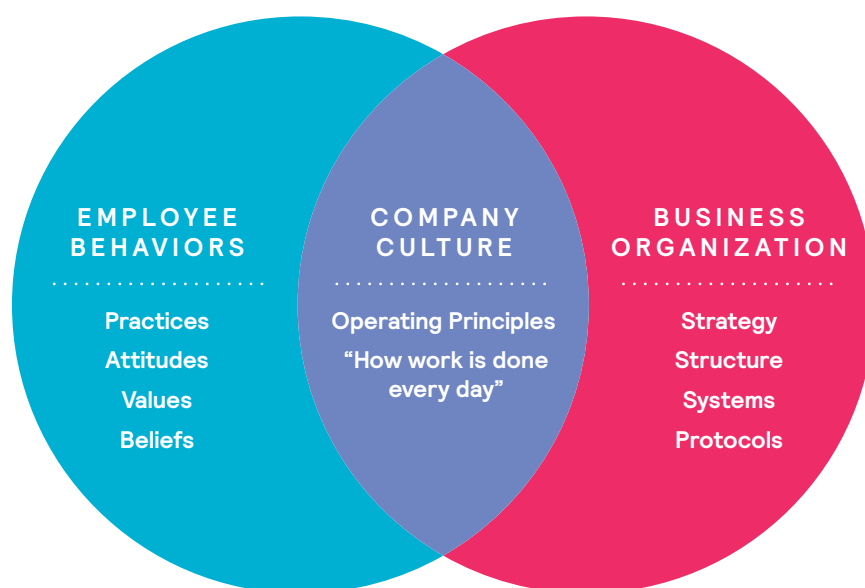 EMPLOYEE
BEHAVIORS
Practices
Attitudes
Values
Beliefs
COMPANY
CULTURE
Operating Principles
“How work is done
every day”
BUSINESS
ORGANIZATION
Strategy
Structure
Systems
Protocols